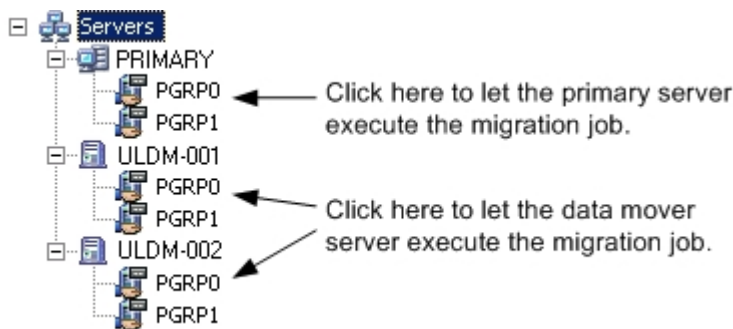 Servers
PRIMARY
PGRP0
PGRP1
Click here to let the primary server
execute the migration job.
ULDM-001
PGRP0
PGRP1
Click here to let the data mover
server execute the migration job.
ULDM-002
PGRP0
PGRP1